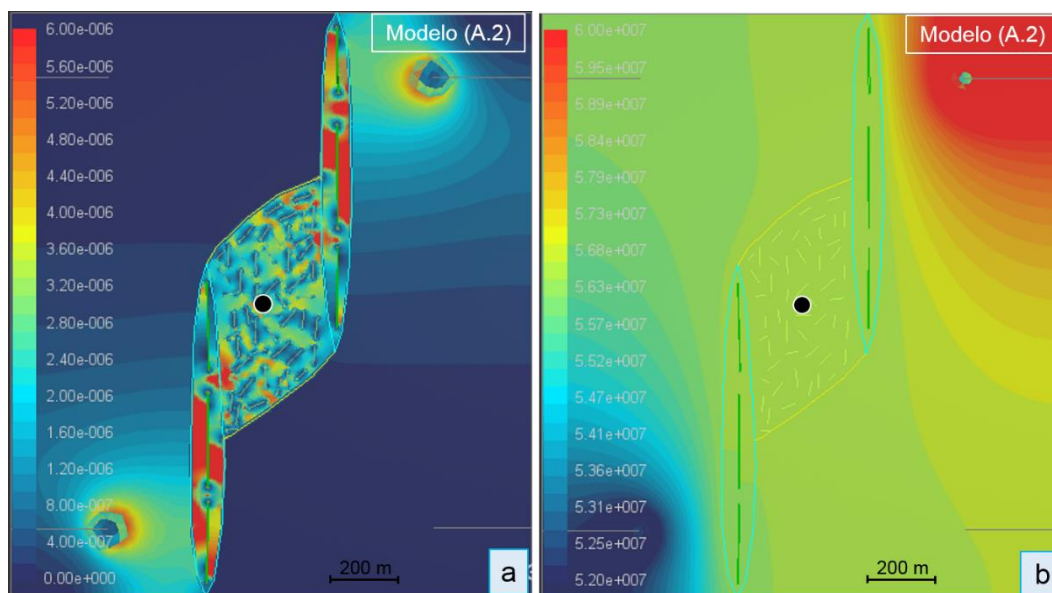 6.00e-006
Modelo (A.2)
5.60e-006
5.20e-006
4.80e-006
4.40e-006
4.00e-006
3.60e-006
3.20e-006
2.80e-006
2.40e-006
2.00e-006
1.60e-006
1.20e-006
8.00e-007
4.00e-007
0.00e+000
200 m
a
6.00e+007
Modelo (A.2)
5.95e+007
5.89e+007
5.84e+007
5.79e+007
5.73e+007
5.68e+007
5.63e+007
5.57e+007
5.52e+007
5.47e+007
5.41e+007
5.36e+007
5.31e+007
5.25e+007
5.20e+007
200 m
b